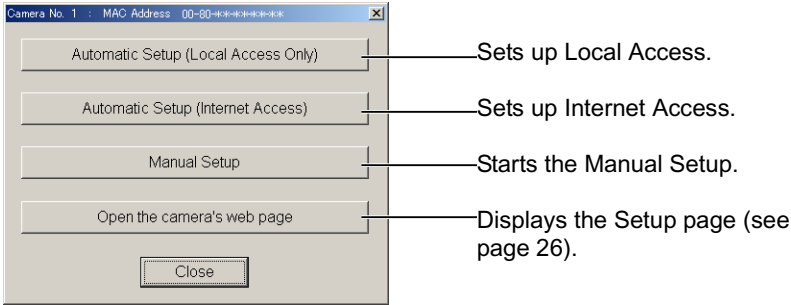 Camera No. 1 : MAC Address 00-80-**-**-**-**
Automatic Setup (Local Access Only)
Sets up Local Access.
Automatic Setup (Internet Access)
Sets up Internet Access.
Manual Setup
Starts the Manual Setup.
Open the camera's web page
Displays the Setup page (see
page 26).
Close